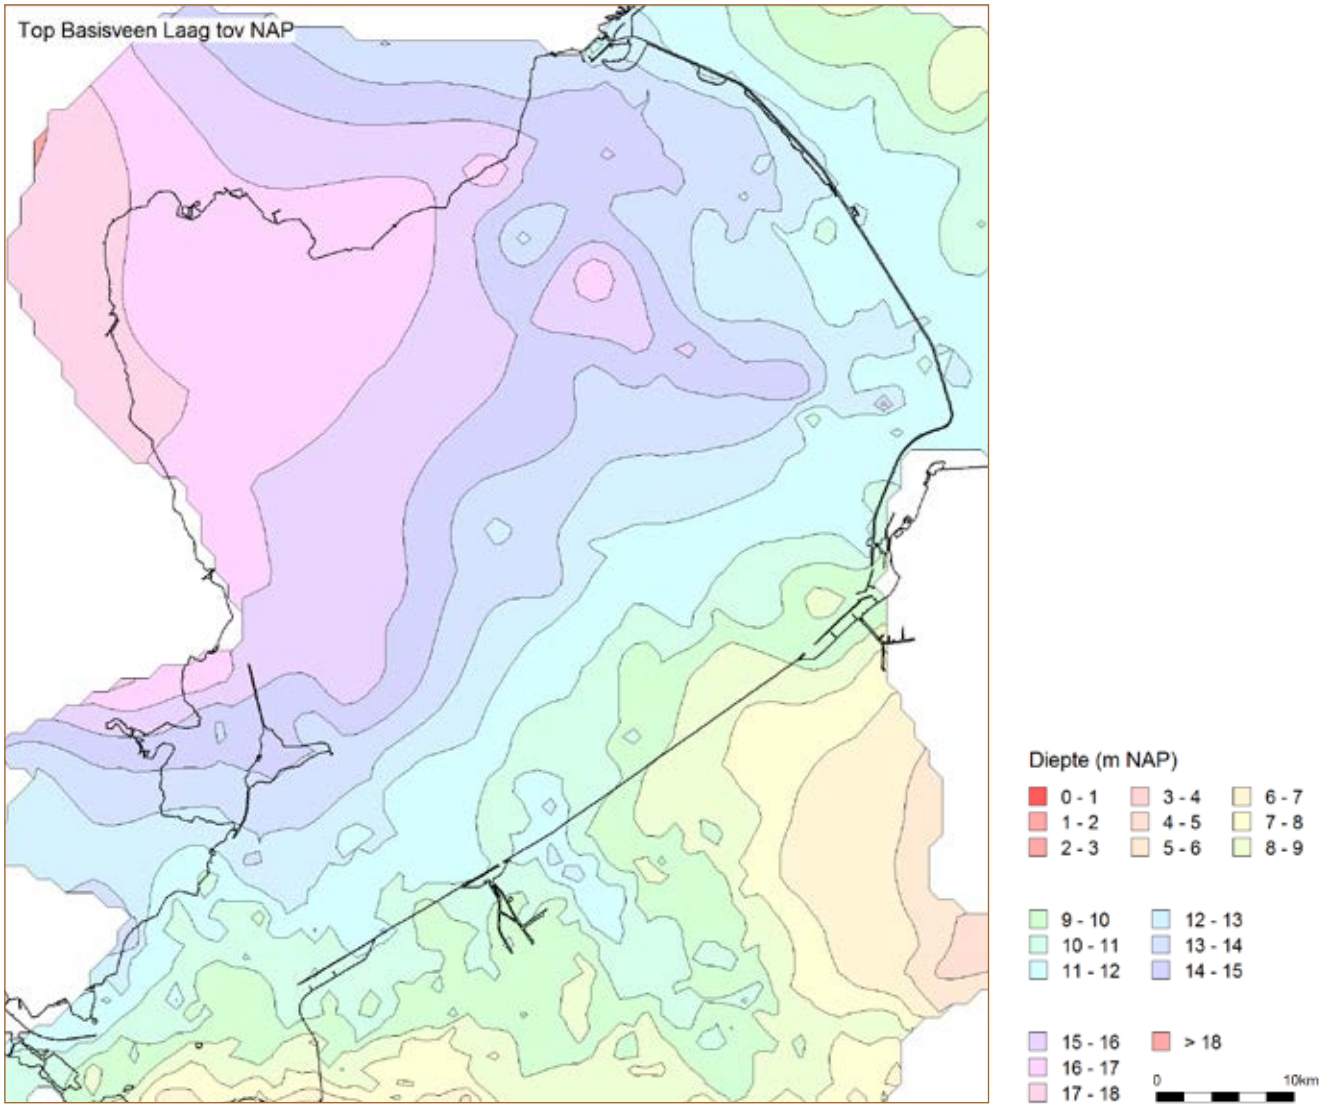 Top Basisveen Laag tov NAP
Diepte (m NAP)
0 - 1 3 - 4 6 - 7
1 - 2 4 - 5 7 - 8
2 - 3 5 - 6 8 - 9
9 - 10 12 - 13
10 - 11 13 - 14
11 - 12 14 - 15
15 - 16 > 18
16 - 17
17 - 18
0 10km